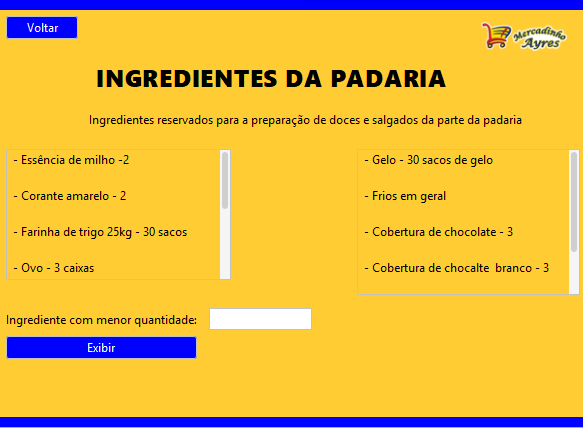 Voltar
Mercadinho
Ayres
INGREDIENTES DA PADARIA
Ingredientes reservados para a preparação de doces e salgados da parte da padaria
- Essência de milho -2
- Corante amarelo - 2
- Farinha de trigo 25kg - 30 sacos
- Ovo - 3 caixas
- Gelo - 30 sacos de gelo
- Frios em geral
- Cobertura de chocolate - 3
- Cobertura de chocalte  branco - 3
Ingrediente com menor quantidade:
Exibir